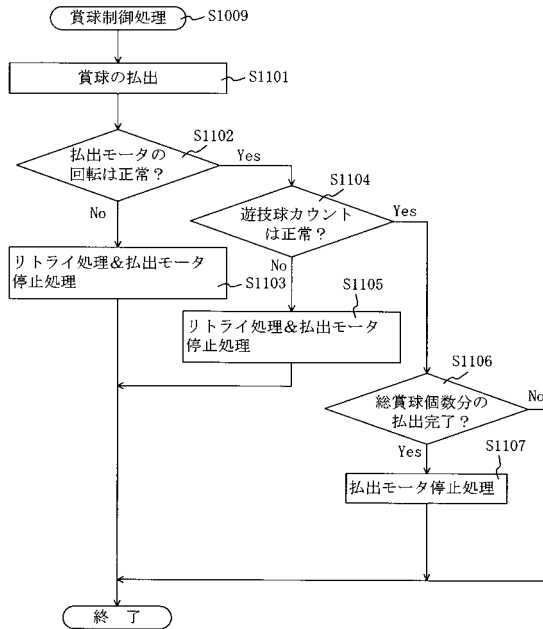 賞球制御処理
S1009
賞球の払出
S1101
払出モータの
回転は正常？
S1102
Yes
No
遊技球カウント
は正常？
S1104
Yes
No
リトライ処理＆払出モータ
停止処理
S1103
リトライ処理＆払出モータ
停止処理
S1105
総賞球個数分の
払出完了？
S1106
No
Yes
払出モータ停止処理
S1107
終 了